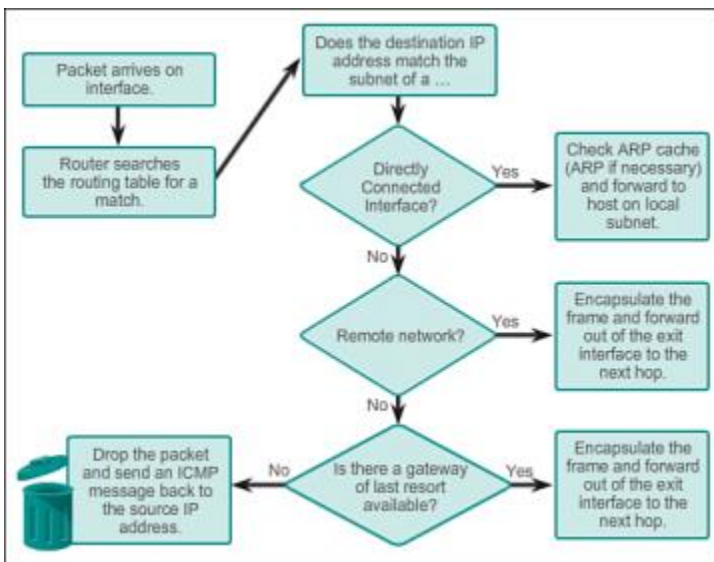 Packet arrives on
interface.
Router searches
the routing table for a
match.
Does the destination IP
address match the
subnet of a ...
Directly
Connected
Interface?
Yes
Check ARP cache
(ARP if necessary)
and forward to
host on local
subnet.
No
Remote network?
Yes
Encapsulate the
frame and forward
out of the exit
interface to the
next hop.
No
Is there a gateway
of last resort
available?
Yes
Encapsulate the
frame and forward
out of the exit
interface to the
next hop.
No
Drop the packet
and send an ICMP
message back to
the source IP
address.